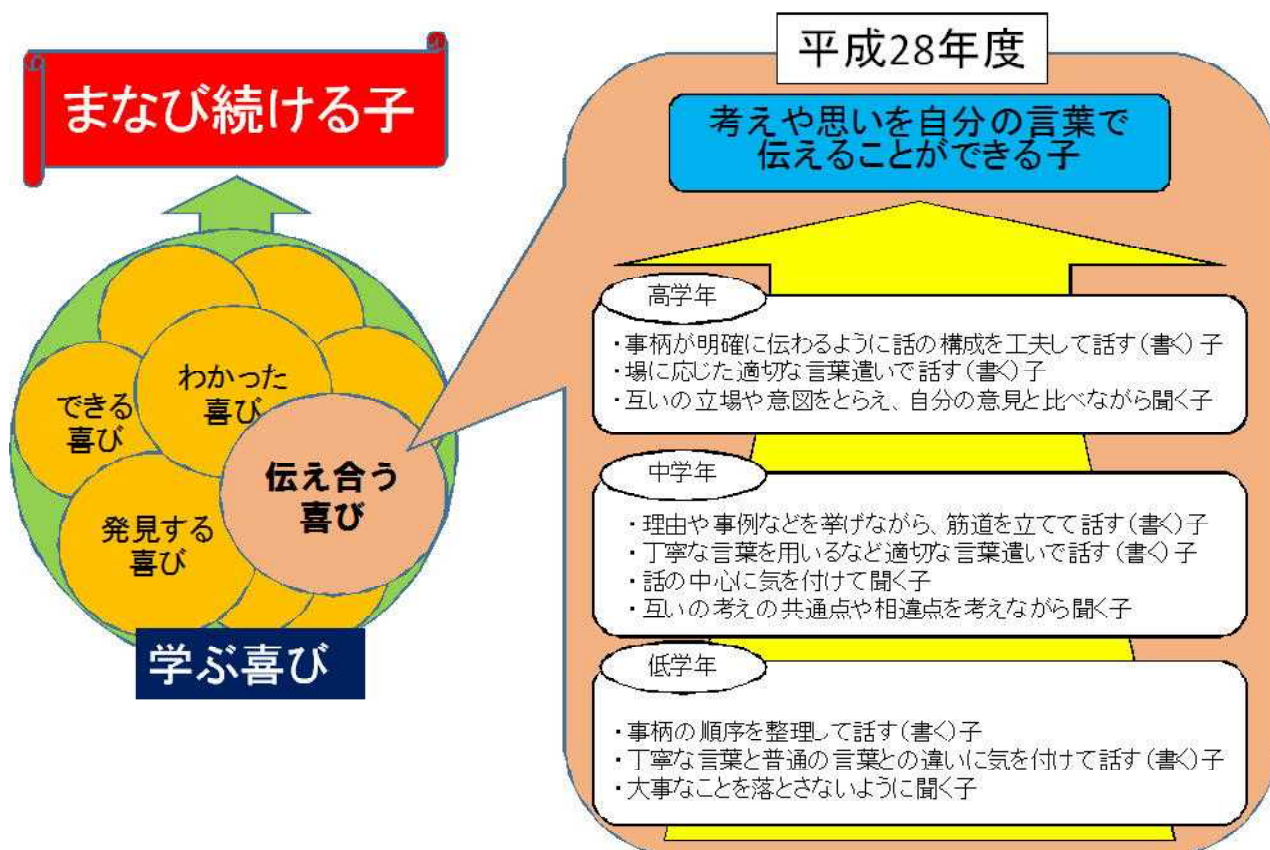 まなび続ける子
わかった
喜び
できる
喜び
伝え合う
喜び
発見する
喜び
学ぶ喜び
平成28年度
考えや思いを自分の言葉で
伝えることができる子
高学年
・事柄が明確に伝わるように話の構成を工夫して話す(書く)子
・場に応じた適切な言葉遣いで話す(書く)子
・互いの立場や意図をとらえ、自分の意見と比べながら聞く子
中学年
・理由や事例などを挙げながら、筋道を立てて話す(書く)子
・丁寧な言葉を用いるなど適切な言葉遣いで話す(書く)子
・話の中心に気を付けて聞く子
・互いの考えの共通点や相違点を考えながら聞く子
低学年
・事柄の順序を整理して話す(書く)子
・丁寧な言葉と普通の言葉との違いに気を付けて話す(書く)子
・大事なことを落とさないように聞く子